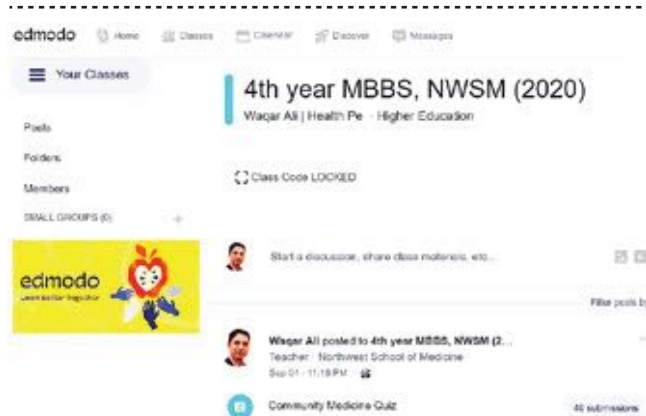 edmodo Home Classes Calendar Discover Messages
Your Classes
4th year MBBS, NWSM (2020)
Waqar Ali | Health Pe · Higher Education
Posts
Folders
Members
Class Code LOCKED
SMALL GROUPS (0) +
Start a discussion, share class materials, etc...
edmodo
Learn better together
Filter posts by
Waqar Ali posted to 4th year MBBS, NWSM (2...
Teacher · Northwest School of Medicine
Sep 01 · 11:18 PM ·
Community Medicine Quiz
46 submissions